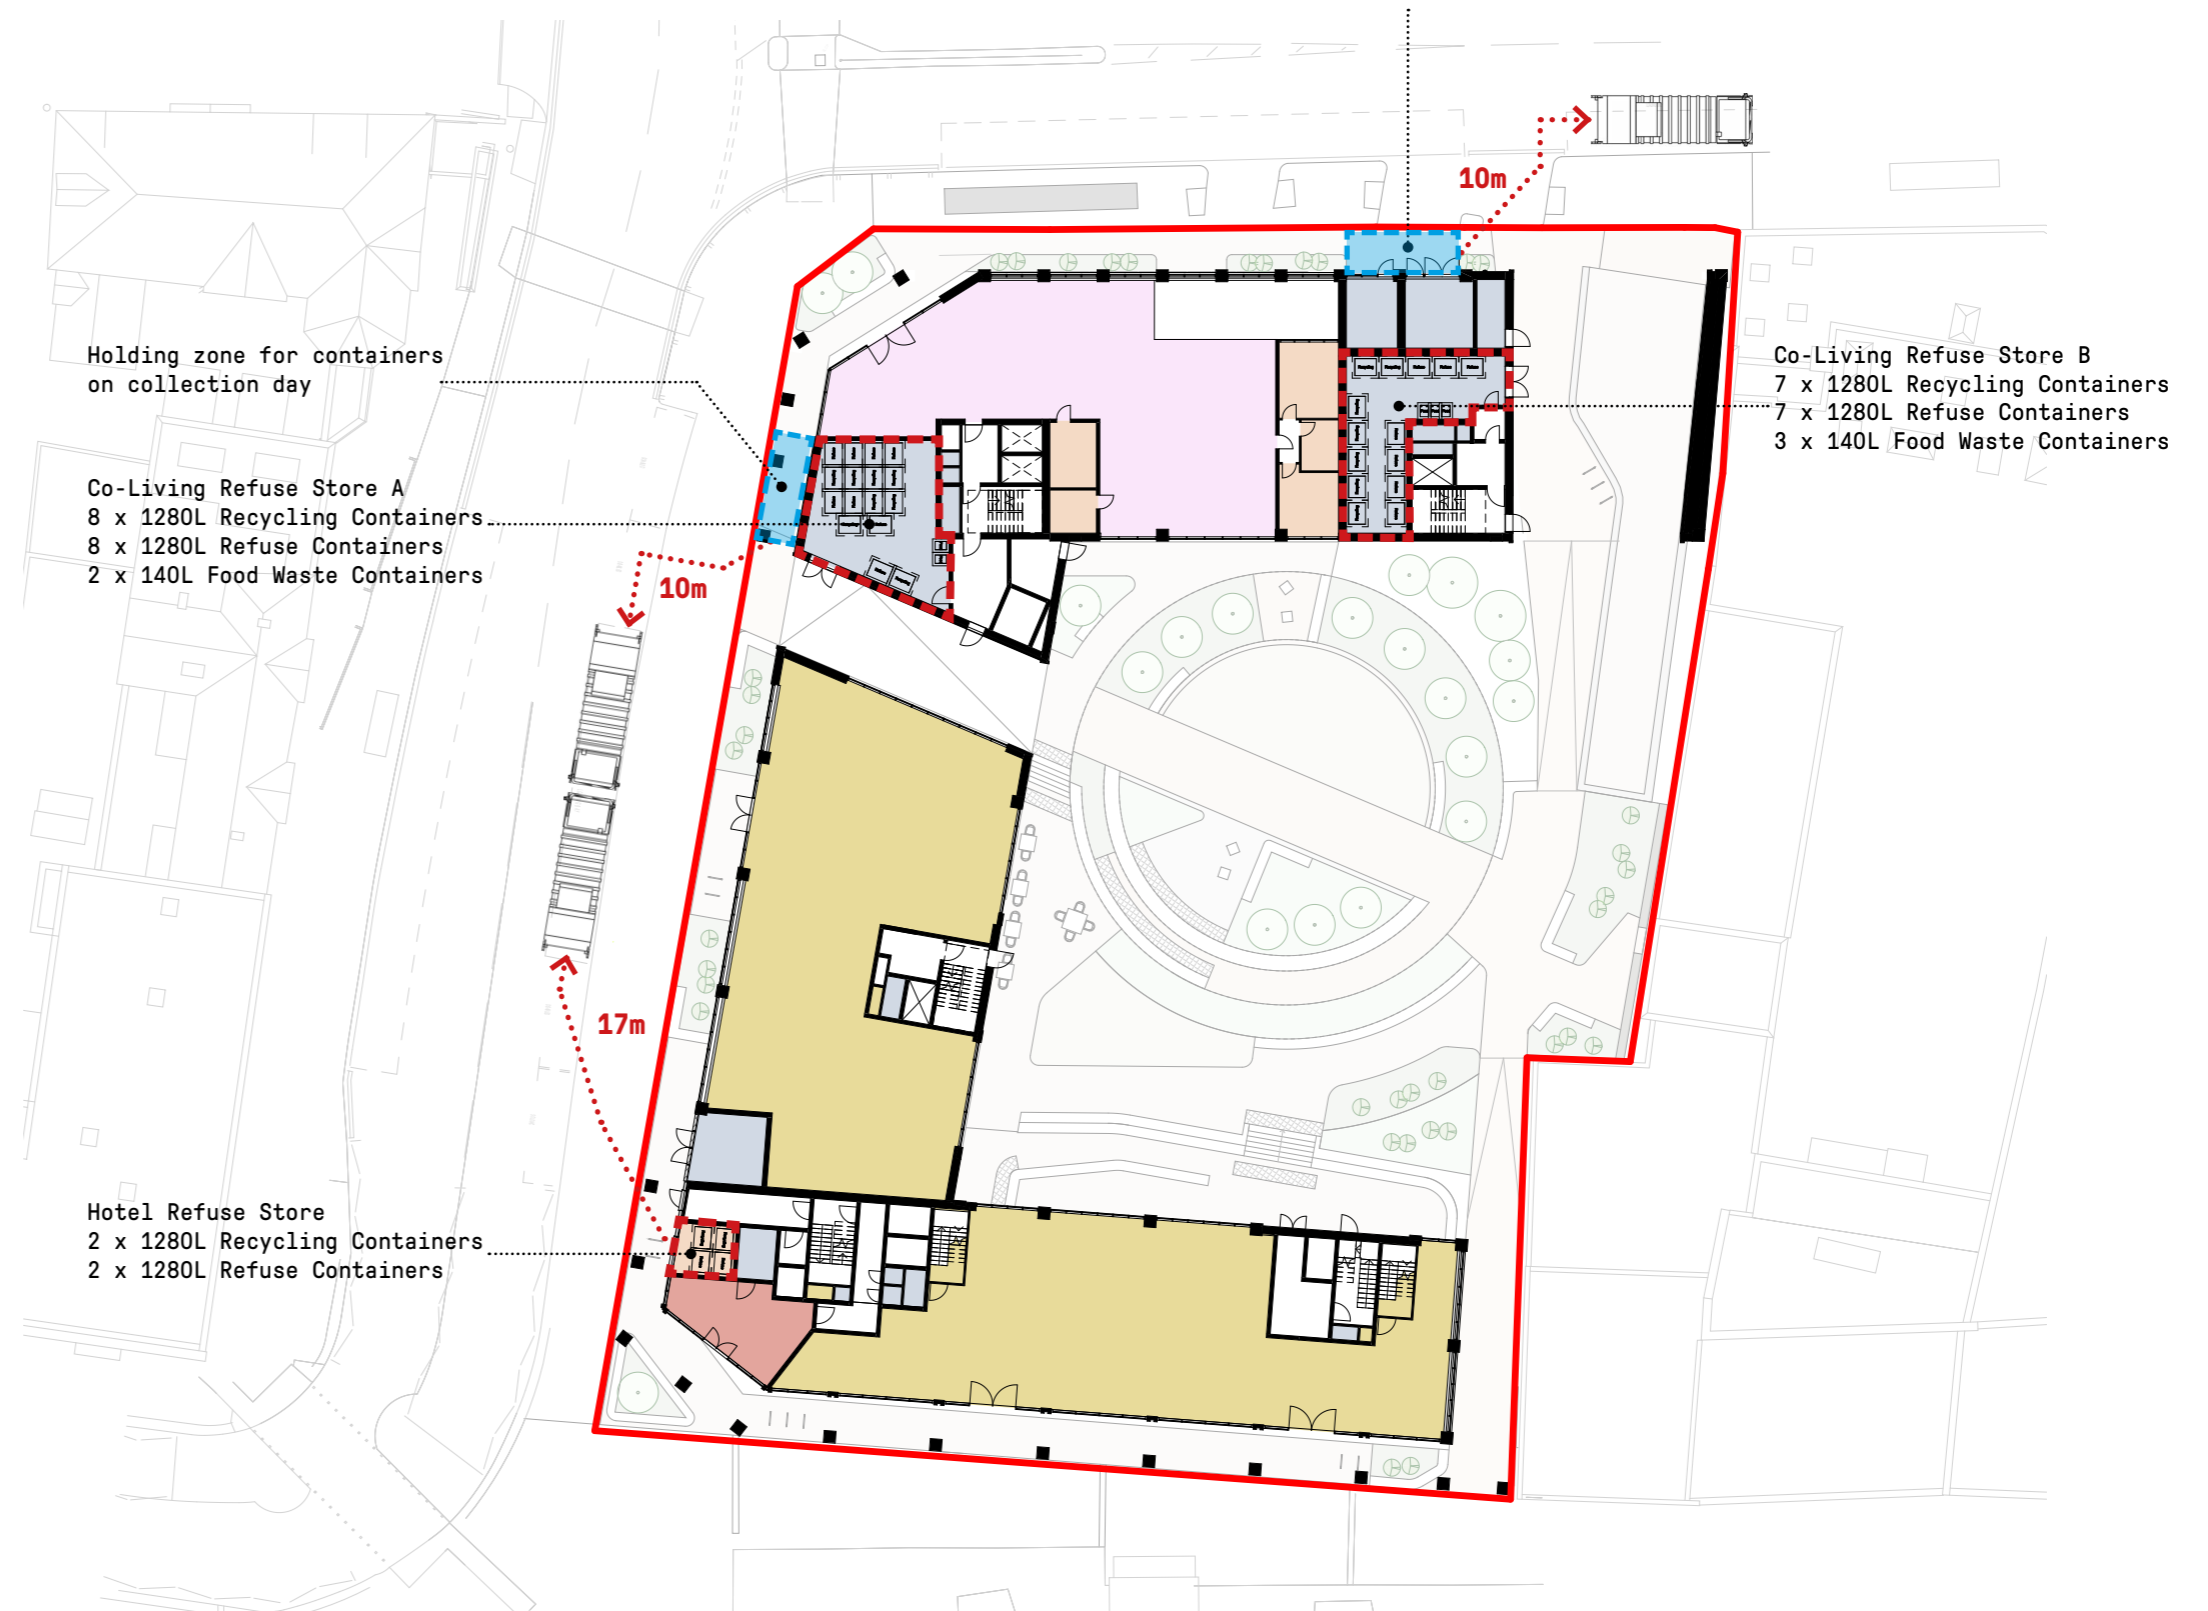 10m
Holding zone for containers
on collection day
Co-Living Refuse Store B
7 x 1280L Recycling Containers
7 x 1280L Refuse Containers
3 x 140L Food Waste Containers
Co-Living Refuse Store A
8 x 1280L Recycling Containers
8 x 1280L Refuse Containers
2 x 140L Food Waste Containers
10m
17m
Hotel Refuse Store
2 x 1280L Recycling Containers
2 x 1280L Refuse Containers